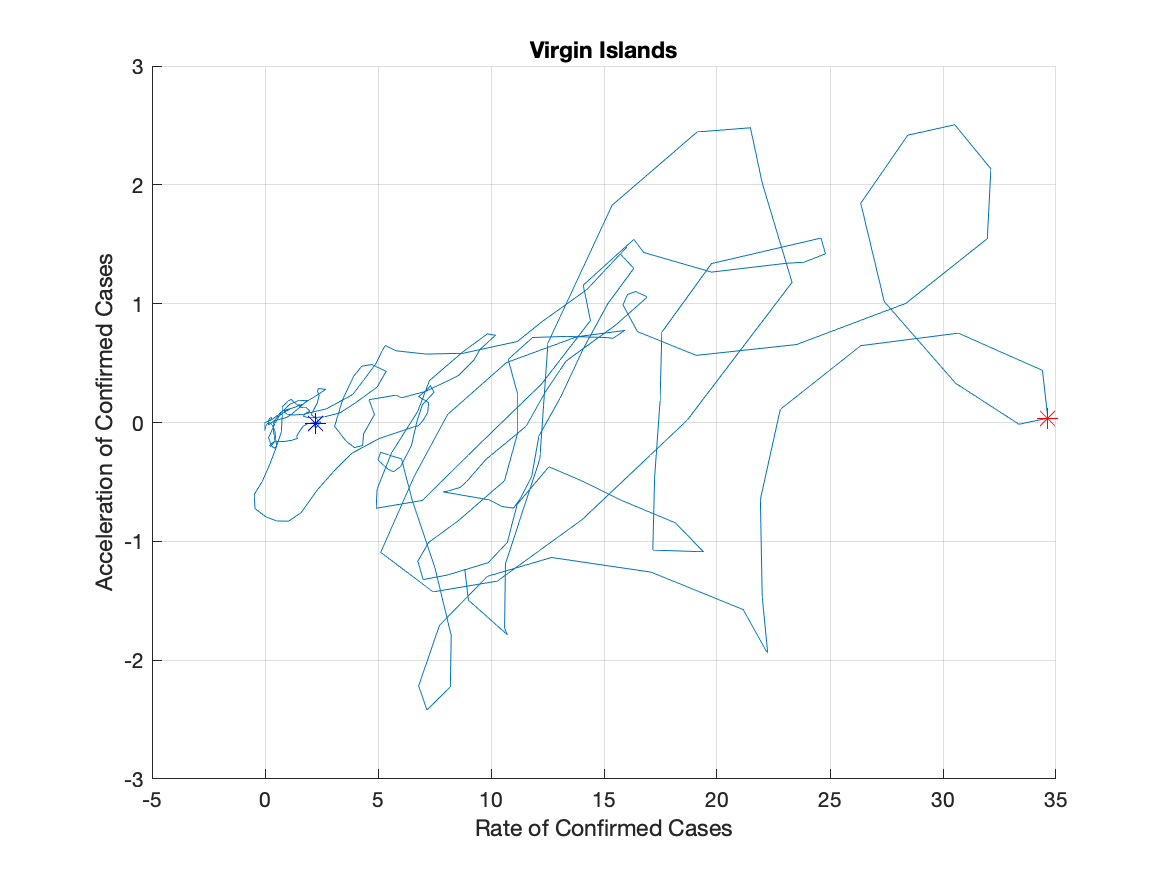 Virgin Islands
3
2
1
0
-1
-2
-3
Acceleration of Confirmed Cases
-5 0 5 10 15 20 25 30 35
Rate of Confirmed Cases